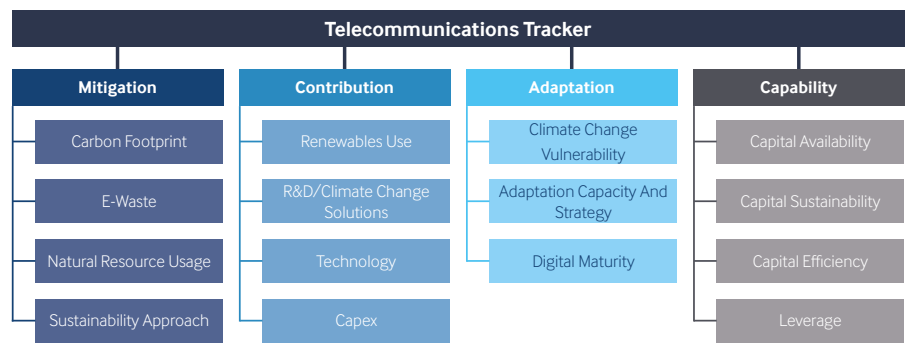 Telecommunications Tracker
Mitigation
Carbon Footprint
E-Waste
Natural Resource Usage
Sustainability Approach
Contribution
Renewables Use
R&D/Climate Change
Solutions
Technology
Capex
Adaptation
Climate Change
Vulnerability
Adaptation Capacity And
Strategy
Digital Maturity
Capability
Capital Availability
Capital Sustainability
Capital Efficiency
Leverage